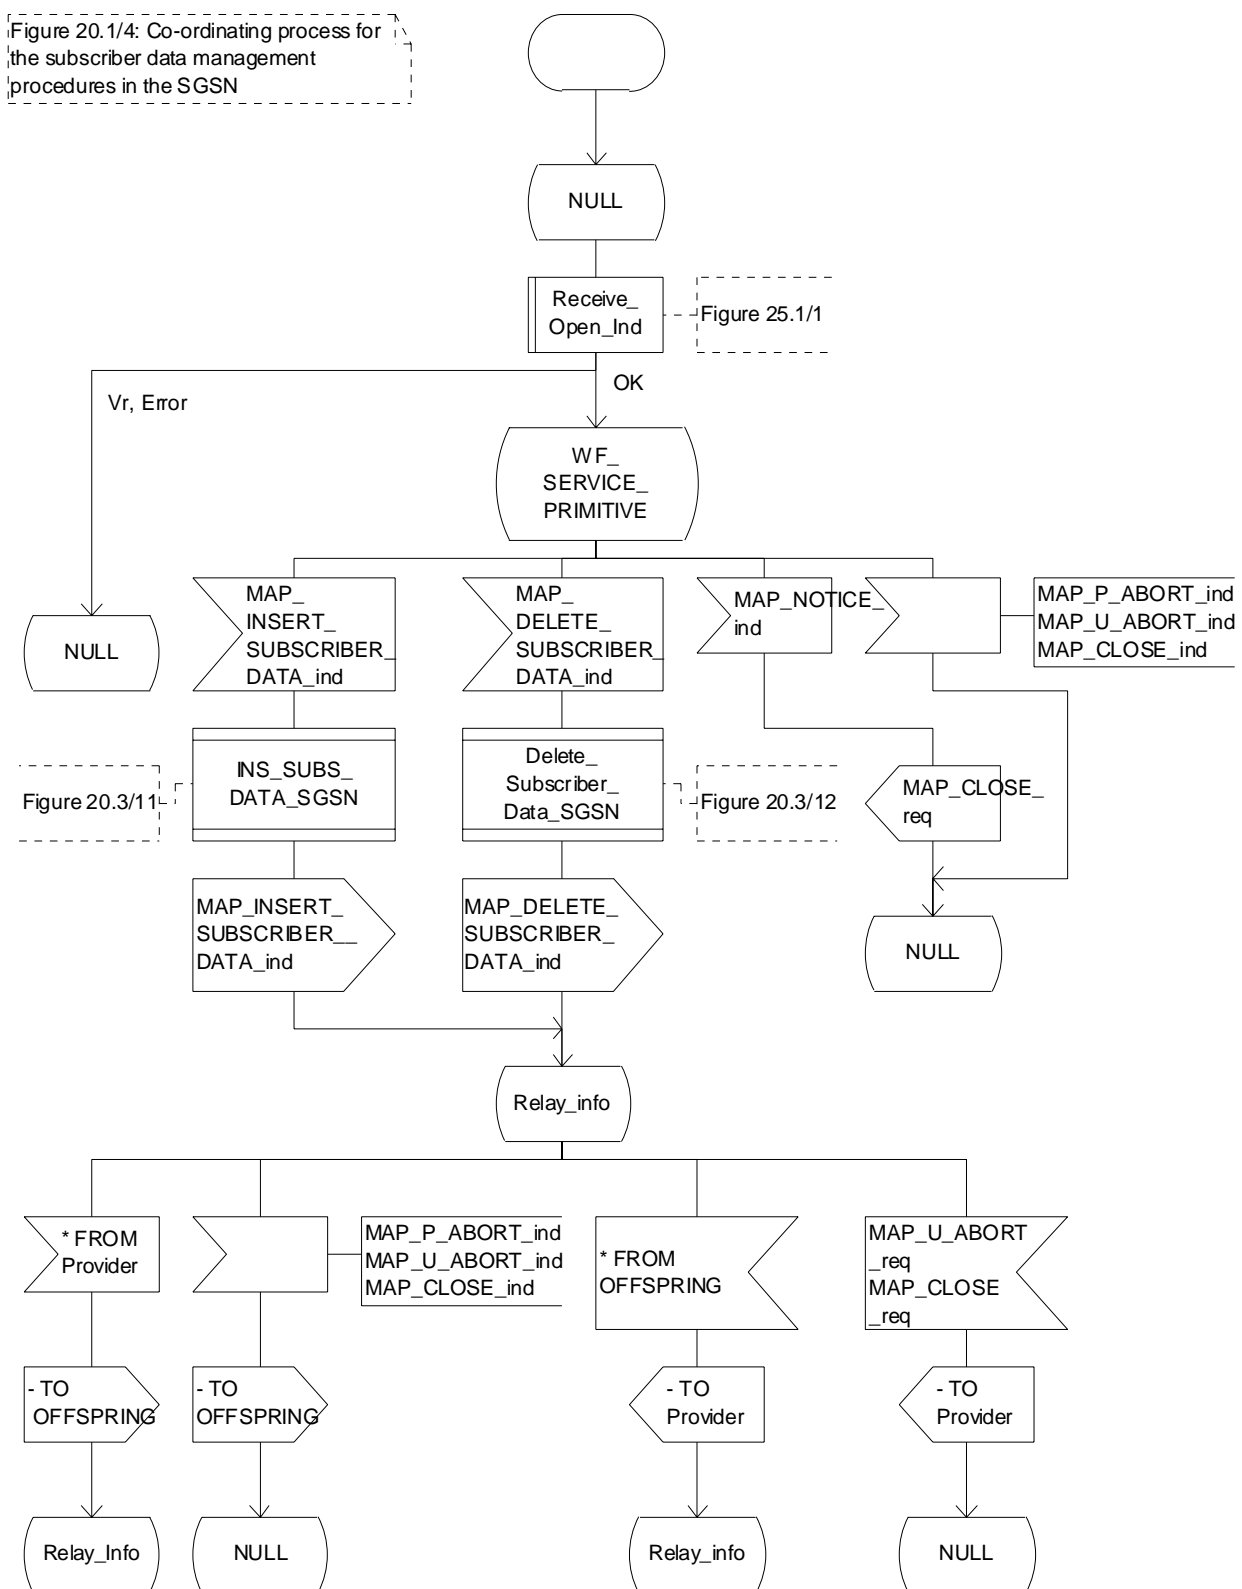 Figure 20.1/4: Co-ordinating process for
the subscriber data management
procedures in the SGSN
NULL
Receive_
Open_Ind
Figure 25.1/1
OK
Vr, Error
WF_
SERVICE_
PRIMITIVE
MAP_
INSERT_
SUBSCRIBER_
DATA_ind
MAP_
DELETE_
SUBSCRIBER_
DATA_ind
MAP_NOTICE_
ind
MAP_P_ABORT_ind
MAP_U_ABORT_ind
MAP_CLOSE_ind
NULL
Figure 20.3/11
INS_SUBS_
DATA_SGSN
Delete_
Subscriber_
Data_SGSN
Figure 20.3/12
MAP_CLOSE_
req
MAP_INSERT_
SUBSCRIBER__
DATA_ind
MAP_DELETE_
SUBSCRIBER_
DATA_ind
NULL
Relay_info
* FROM
Provider
MAP_P_ABORT_ind
MAP_U_ABORT_ind
MAP_CLOSE_ind
* FROM
OFFSPRING
MAP_U_ABORT
_req
MAP_CLOSE
_req
- TO
OFFSPRING
- TO
OFFSPRING
- TO
Provider
- TO
Provider
Relay_Info
NULL
Relay_info
NULL